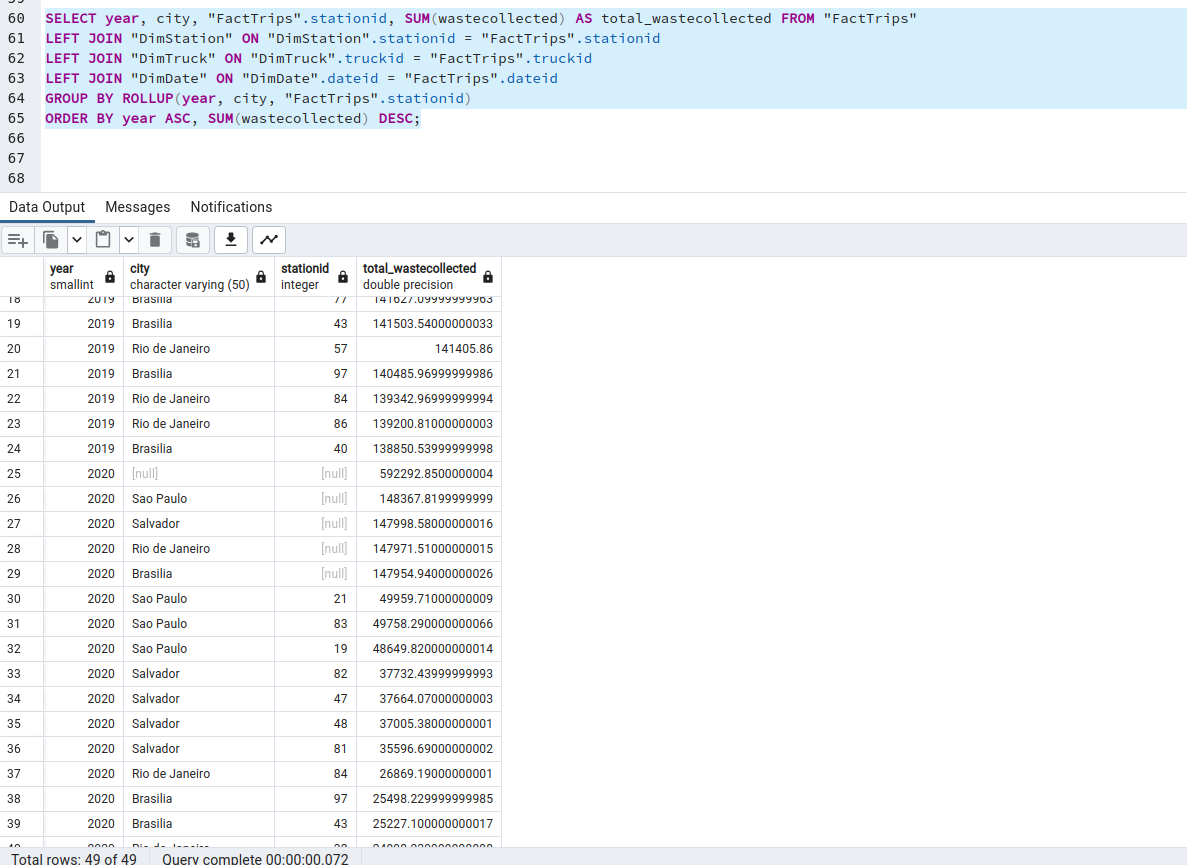 60 SELECT year, city, "FactTrips".stationid, SUM(wastecollected) AS total_wastecollected FROM "FactTrips"
61 LEFT JOIN "DimStation" ON "DimStation".stationid = "FactTrips".stationid
62 LEFT JOIN "DimTruck" ON "DimTruck".truckid = "FactTrips".truckid
63 LEFT JOIN "DimDate" ON "DimDate".dateid = "FactTrips".dateid
64 GROUP BY ROLLUP(year, city, "FactTrips".stationid)
65 ORDER BY year ASC, SUM(wastecollected) DESC;
66
67
68
Data Output Messages Notifications
year city stationid total_wastecollected
smallint character varying (50) integer double precision
18 2019 Brasilia 77 141627.09999999963
19 2019 Brasilia 43 141503.54000000033
20 2019 Rio de Janeiro 57 141405.86
21 2019 Brasilia 97 140485.96999999986
22 2019 Rio de Janeiro 84 139342.96999999994
23 2019 Rio de Janeiro 86 139200.81000000003
24 2019 Brasilia 40 138850.53999999998
25 2020 [null] [null] 592292.8500000004
26 2020 Sao Paulo [null] 148367.8199999999
27 2020 Salvador [null] 147998.58000000016
28 2020 Rio de Janeiro [null] 147971.51000000015
29 2020 Brasilia [null] 147954.94000000026
30 2020 Sao Paulo 21 49959.71000000009
31 2020 Sao Paulo 83 49758.290000000066
32 2020 Sao Paulo 19 48649.820000000014
33 2020 Salvador 82 37732.43999999993
34 2020 Salvador 47 37664.07000000003
35 2020 Salvador 48 37005.38000000001
36 2020 Salvador 81 35596.69000000002
37 2020 Rio de Janeiro 84 26869.19000000001
38 2020 Brasilia 97 25498.229999999985
39 2020 Brasilia 43 25227.100000000017
Total rows: 49 of 49 Query complete 00:00:00.072